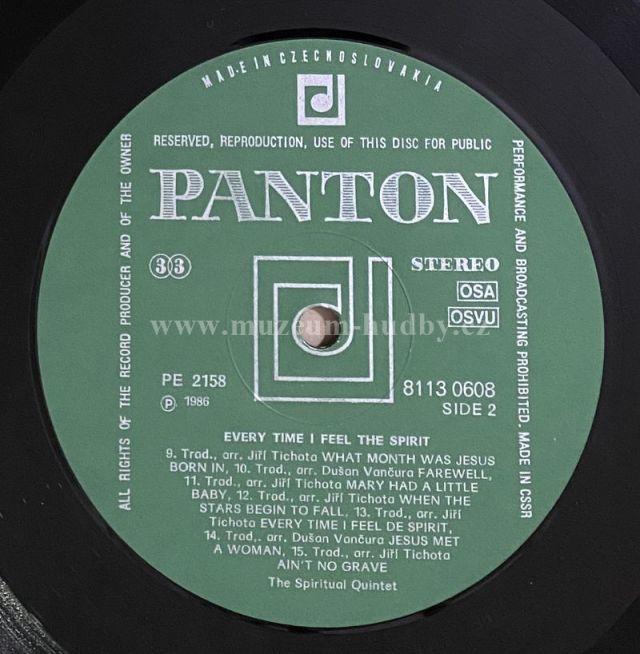 MADE IN CZECHOSLOVAKIA
RESERVED, REPRODUCTION, USE OF THIS DISC FOR PUBLIC
PERFORMANCE AND BROADCASTING PROHIBITED. MADE IN CSSR
ALL RIGHTS OF THE RECORD PRODUCER AND OF THE OWNER
PANTON
33
STEREO
OSA
OSVU
www.muzeum-hudby.cz
PE 2158
8113 0608
Ⓟ 1986
SIDE 2
EVERY TIME I FEEL THE SPIRIT
9. Trad., arr. Jiří Tichota WHAT MONTH WAS JESUS
BORN IN, 10. Trad., arr. Dušan Vančura FAREWELL,
11. Trad., arr. Jiří Tichota MARY HAD A LITTLE
BABY, 12. Trad., arr. Jiří Tichota WHEN THE
STARS BEGIN TO FALL, 13. Trad., arr. Jiří
Tichota EVERY TIME I FEEL DE SPIRIT,
14. Trad., arr. Dušan Vančura JESUS MET
A WOMAN, 15. Trad., arr. Jiří Tichota
AIN'T NO GRAVE
The Spiritual Quintet